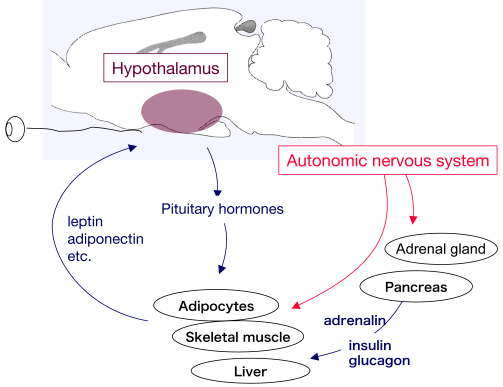 Hypothalamus
Autonomic nervous system
Pituitary hormones
leptin
adiponectin
etc.
Adrenal gland
Pancreas
Adipocytes
Skeletal muscle
Liver
adrenalin
insulin
glucagon